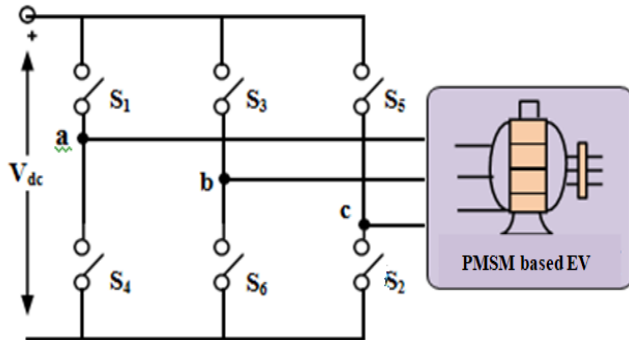 +
S1 S3 S5
a
Vdc
b
c
S4 S6 S2
PMSM based EV